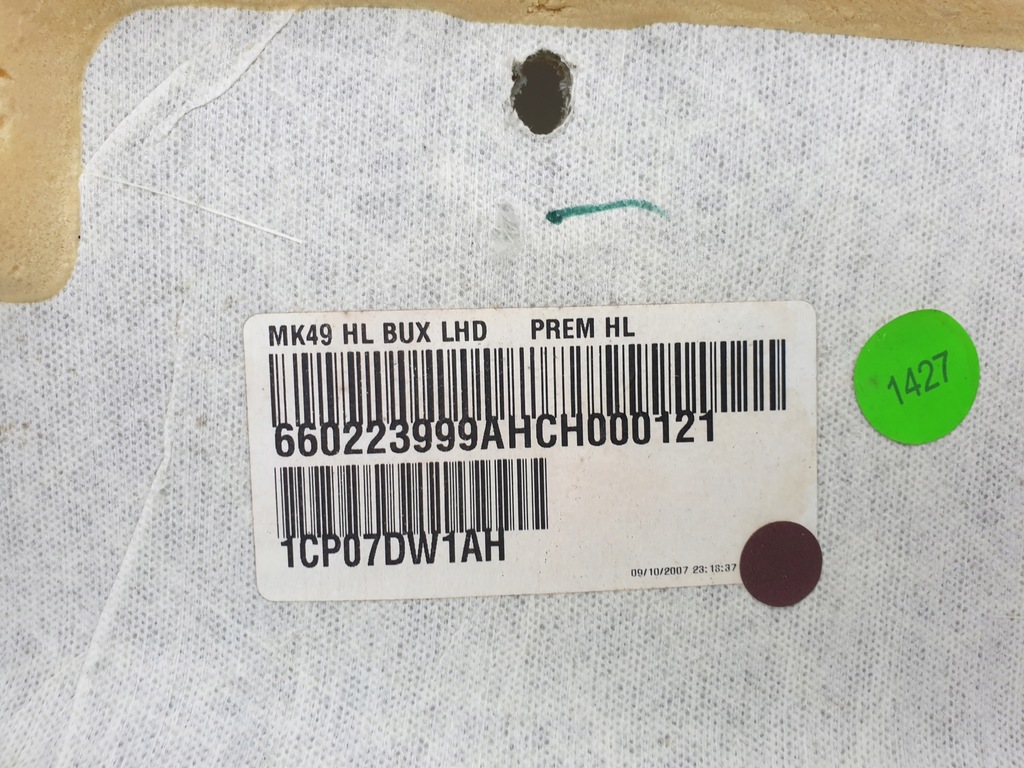 MK49 HL BUX LHD PREM HL
660223999AHCH000121
1CP07DW1AH
09/10/2007 23:18:37
1427